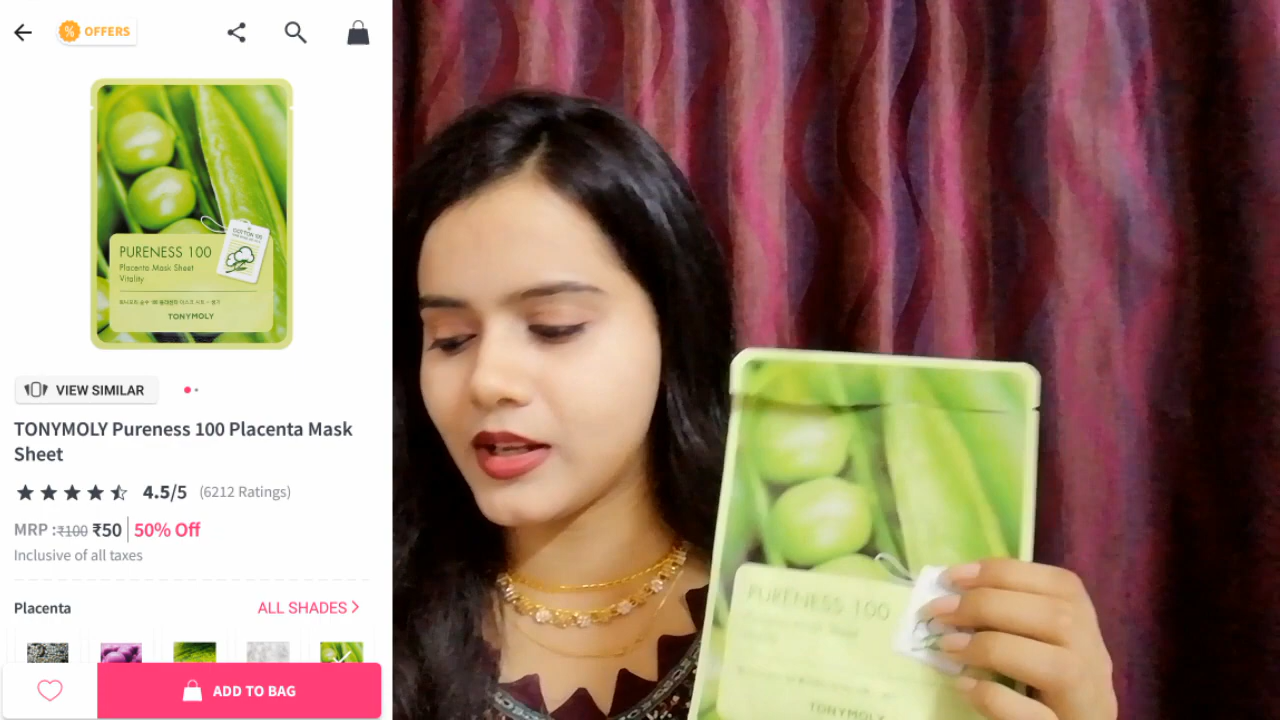 OFFERS
COTTON 100
PURENESS 100
Placenta Mask Sheet
Vitality
TONYMOLY
VIEW SIMILAR
TONYMOLY Pureness 100 Placenta Mask
Sheet
4.5/5 (6212 Ratings)
MRP :₹100 ₹50 | 50% Off
Inclusive of all taxes
Placenta
ALL SHADES >
ADD TO BAG
PURENESS 100
TONYMOLY